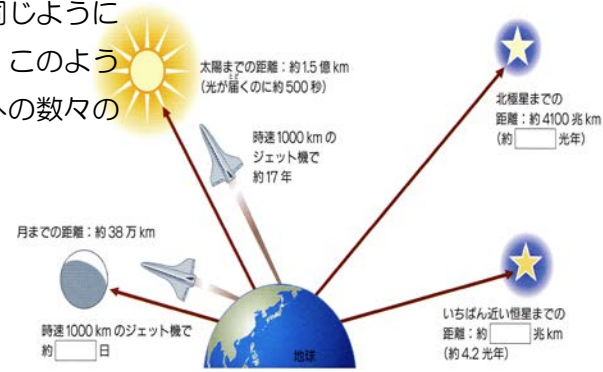 同じように
このよう
への数々の
太陽までの距離：約1.5億km
（光が届くのに約500秒）
時速1000kmの
ジェット機で
約17年
北極星までの
距離：約4100兆km
（約 光年）
月までの距離：約38万km
時速1000kmのジェット機で
約 日
いちばん近い恒星までの
距離：約 兆km
（約4.2光年）
地球